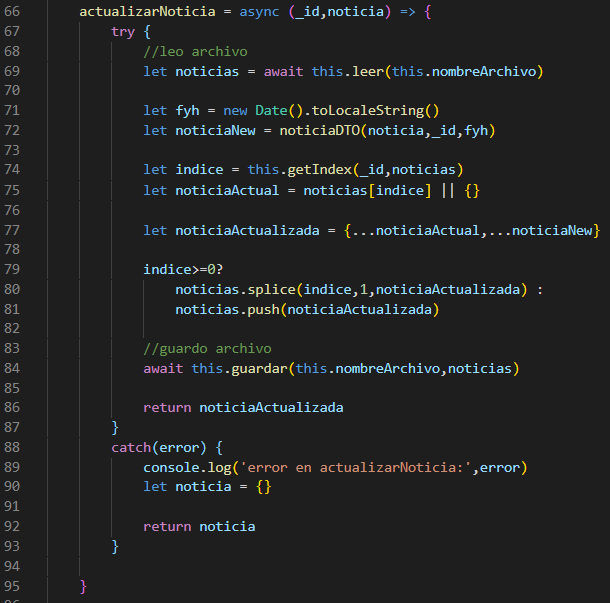 66 actualizarNoticia = async (_id,noticia) => {
67 try {
68 //leo archivo
69 let noticias = await this.leer(this.nombreArchivo)
70
71 let fyh = new Date().toLocaleString()
72 let noticiaNew = noticiaDTO(noticia,_id,fyh)
73
74 let indice = this.getIndex(_id,noticias)
75 let noticiaActual = noticias[indice] || {}
76
77 let noticiaActualizada = {...noticiaActual,...noticiaNew}
78
79 indice>=0?
80 noticias.splice(indice,1,noticiaActualizada) :
81 noticias.push(noticiaActualizada)
82
83 //guardo archivo
84 await this.guardar(this.nombreArchivo,noticias)
85
86 return noticiaActualizada
87 }
88 catch(error) {
89 console.log('error en actualizarNoticia:',error)
90 let noticia = {}
91
92 return noticia
93 }
94
95 }